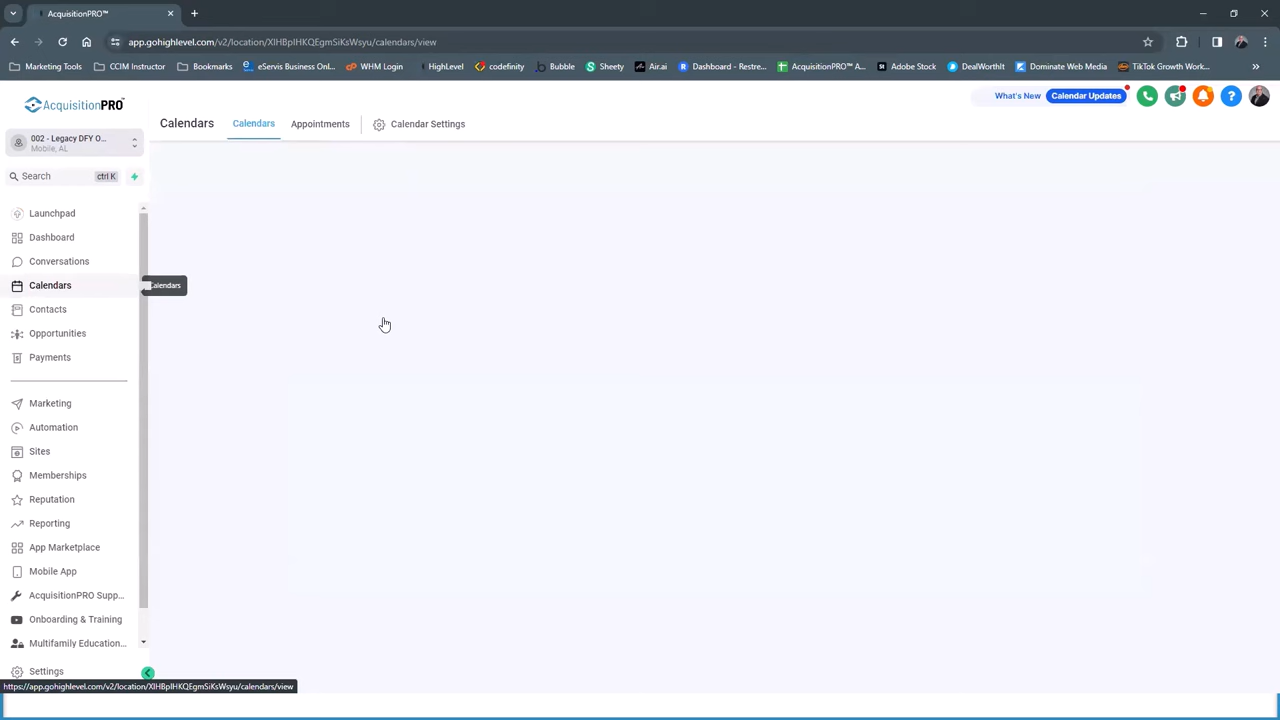 AcquisitionPRO™
app.gohighlevel.com/v2/location/XIHBpIHKQEgmSiKsWsyu/calendars/view
Marketing Tools
CCIM Instructor
Bookmarks
eServis Business Onl...
WHM Login
HighLevel
codefinity
Bubble
Sheety
Air.ai
Dashboard - Restre...
AcquisitionPRO™ A...
Adobe Stock
DealWorthIt
Dominate Web Media
TikTok Growth Work...
AcquisitionPRO™
Calendars
Calendars
Appointments
Calendar Settings
What's New
Calendar Updates
002 - Legacy DFY O...
Mobile, AL
Search
ctrl K
Launchpad
Dashboard
Conversations
Calendars
Calendars
Contacts
Opportunities
Payments
Marketing
Automation
Sites
Memberships
Reputation
Reporting
App Marketplace
Mobile App
AcquisitionPRO Supp...
Onboarding & Training
Multifamily Education...
Settings
https://app.gohighlevel.com/v2/location/XIHBpIHKQEgmSiKsWsyu/calendars/view